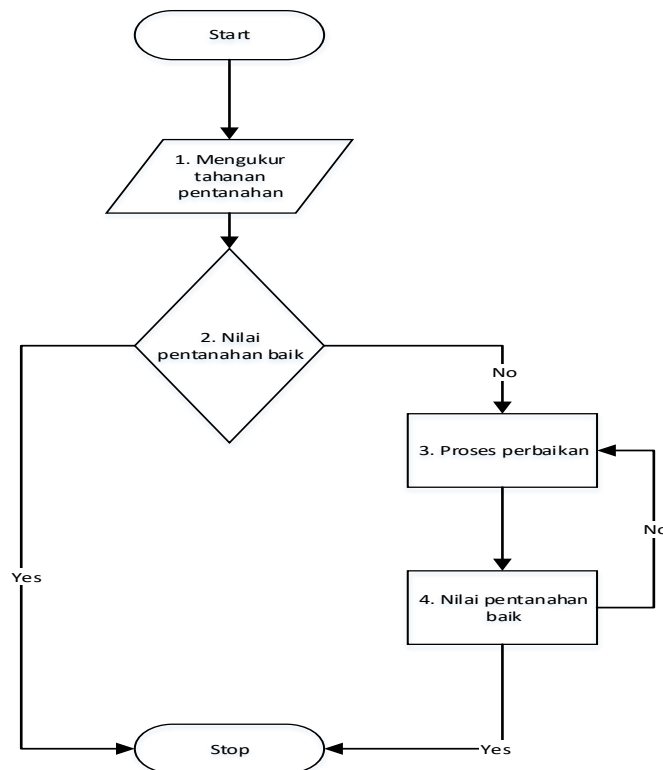 Start
1. Mengukur
tahanan
pentanahan
2. Nilai
pentanahan baik
No
3. Proses perbaikan
No
4. Nilai pentanahan
baik
Yes
Yes
Stop